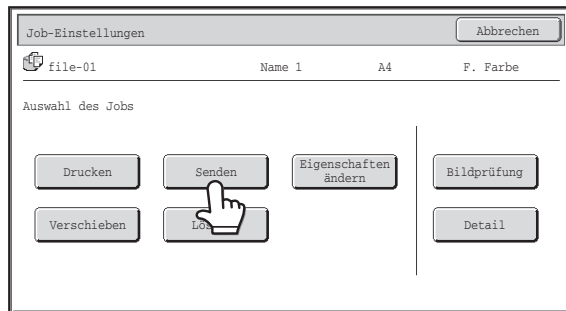 Job-Einstellungen Abbrechen
file-01 Name 1 A4 F. Farbe
Auswahl des Jobs
Drucken Senden Eigenschaften ändern Bildprüfung
Verschieben Detail